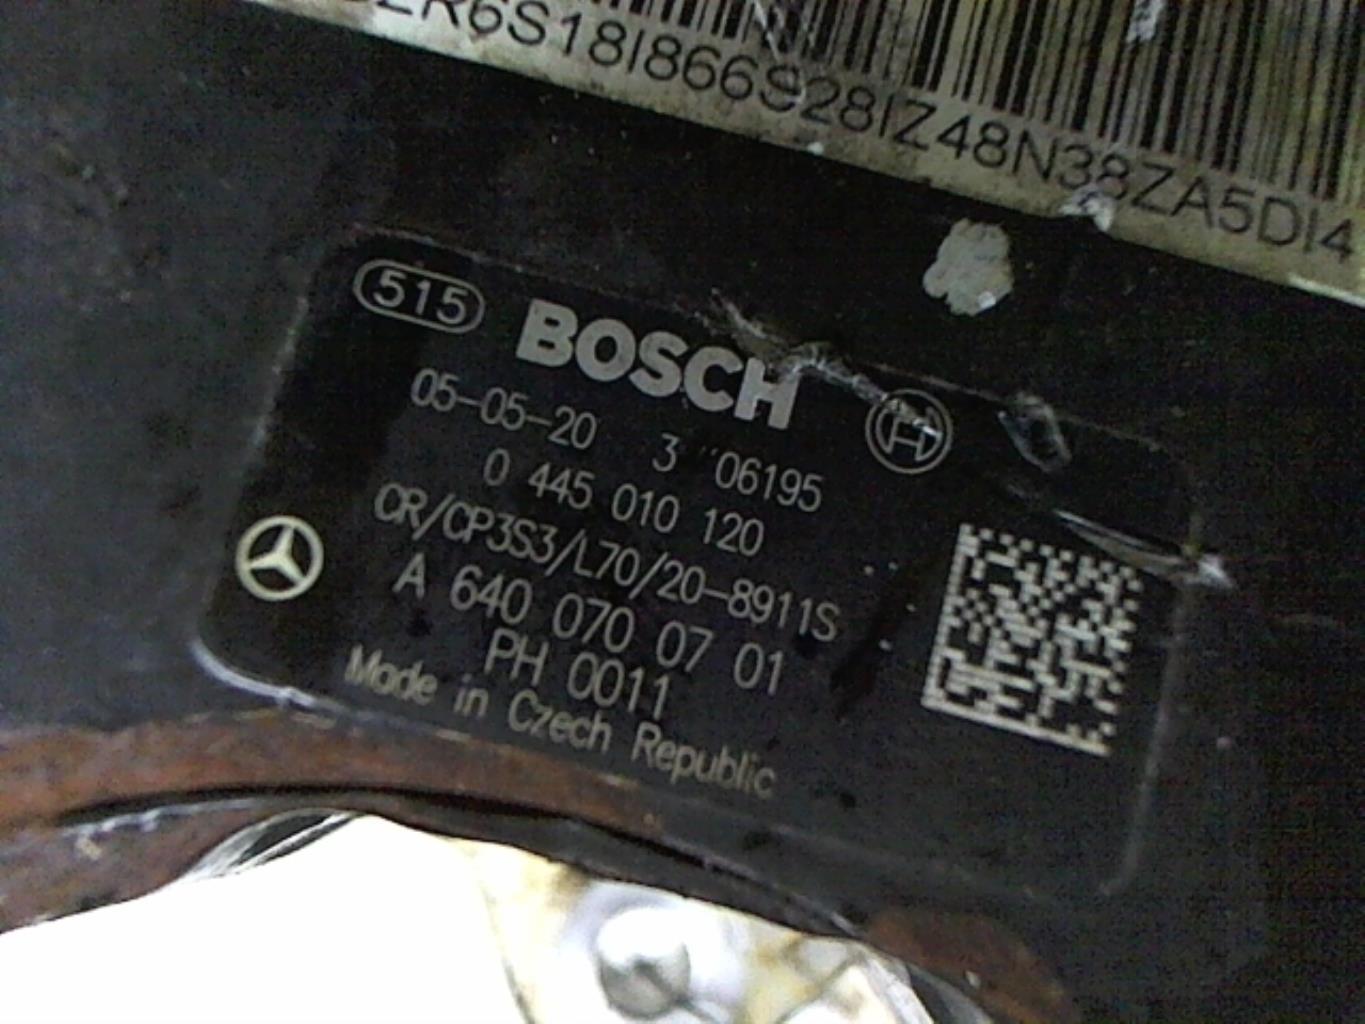 R6S18I866928IZ48N38ZA5DI4
515 BOSCH
05-05-20 3 06195
0 445 010 120
CR/CP3S3/L70/20-8911S
A 640 070 07 01
PH 0011
Made in Czech Republic